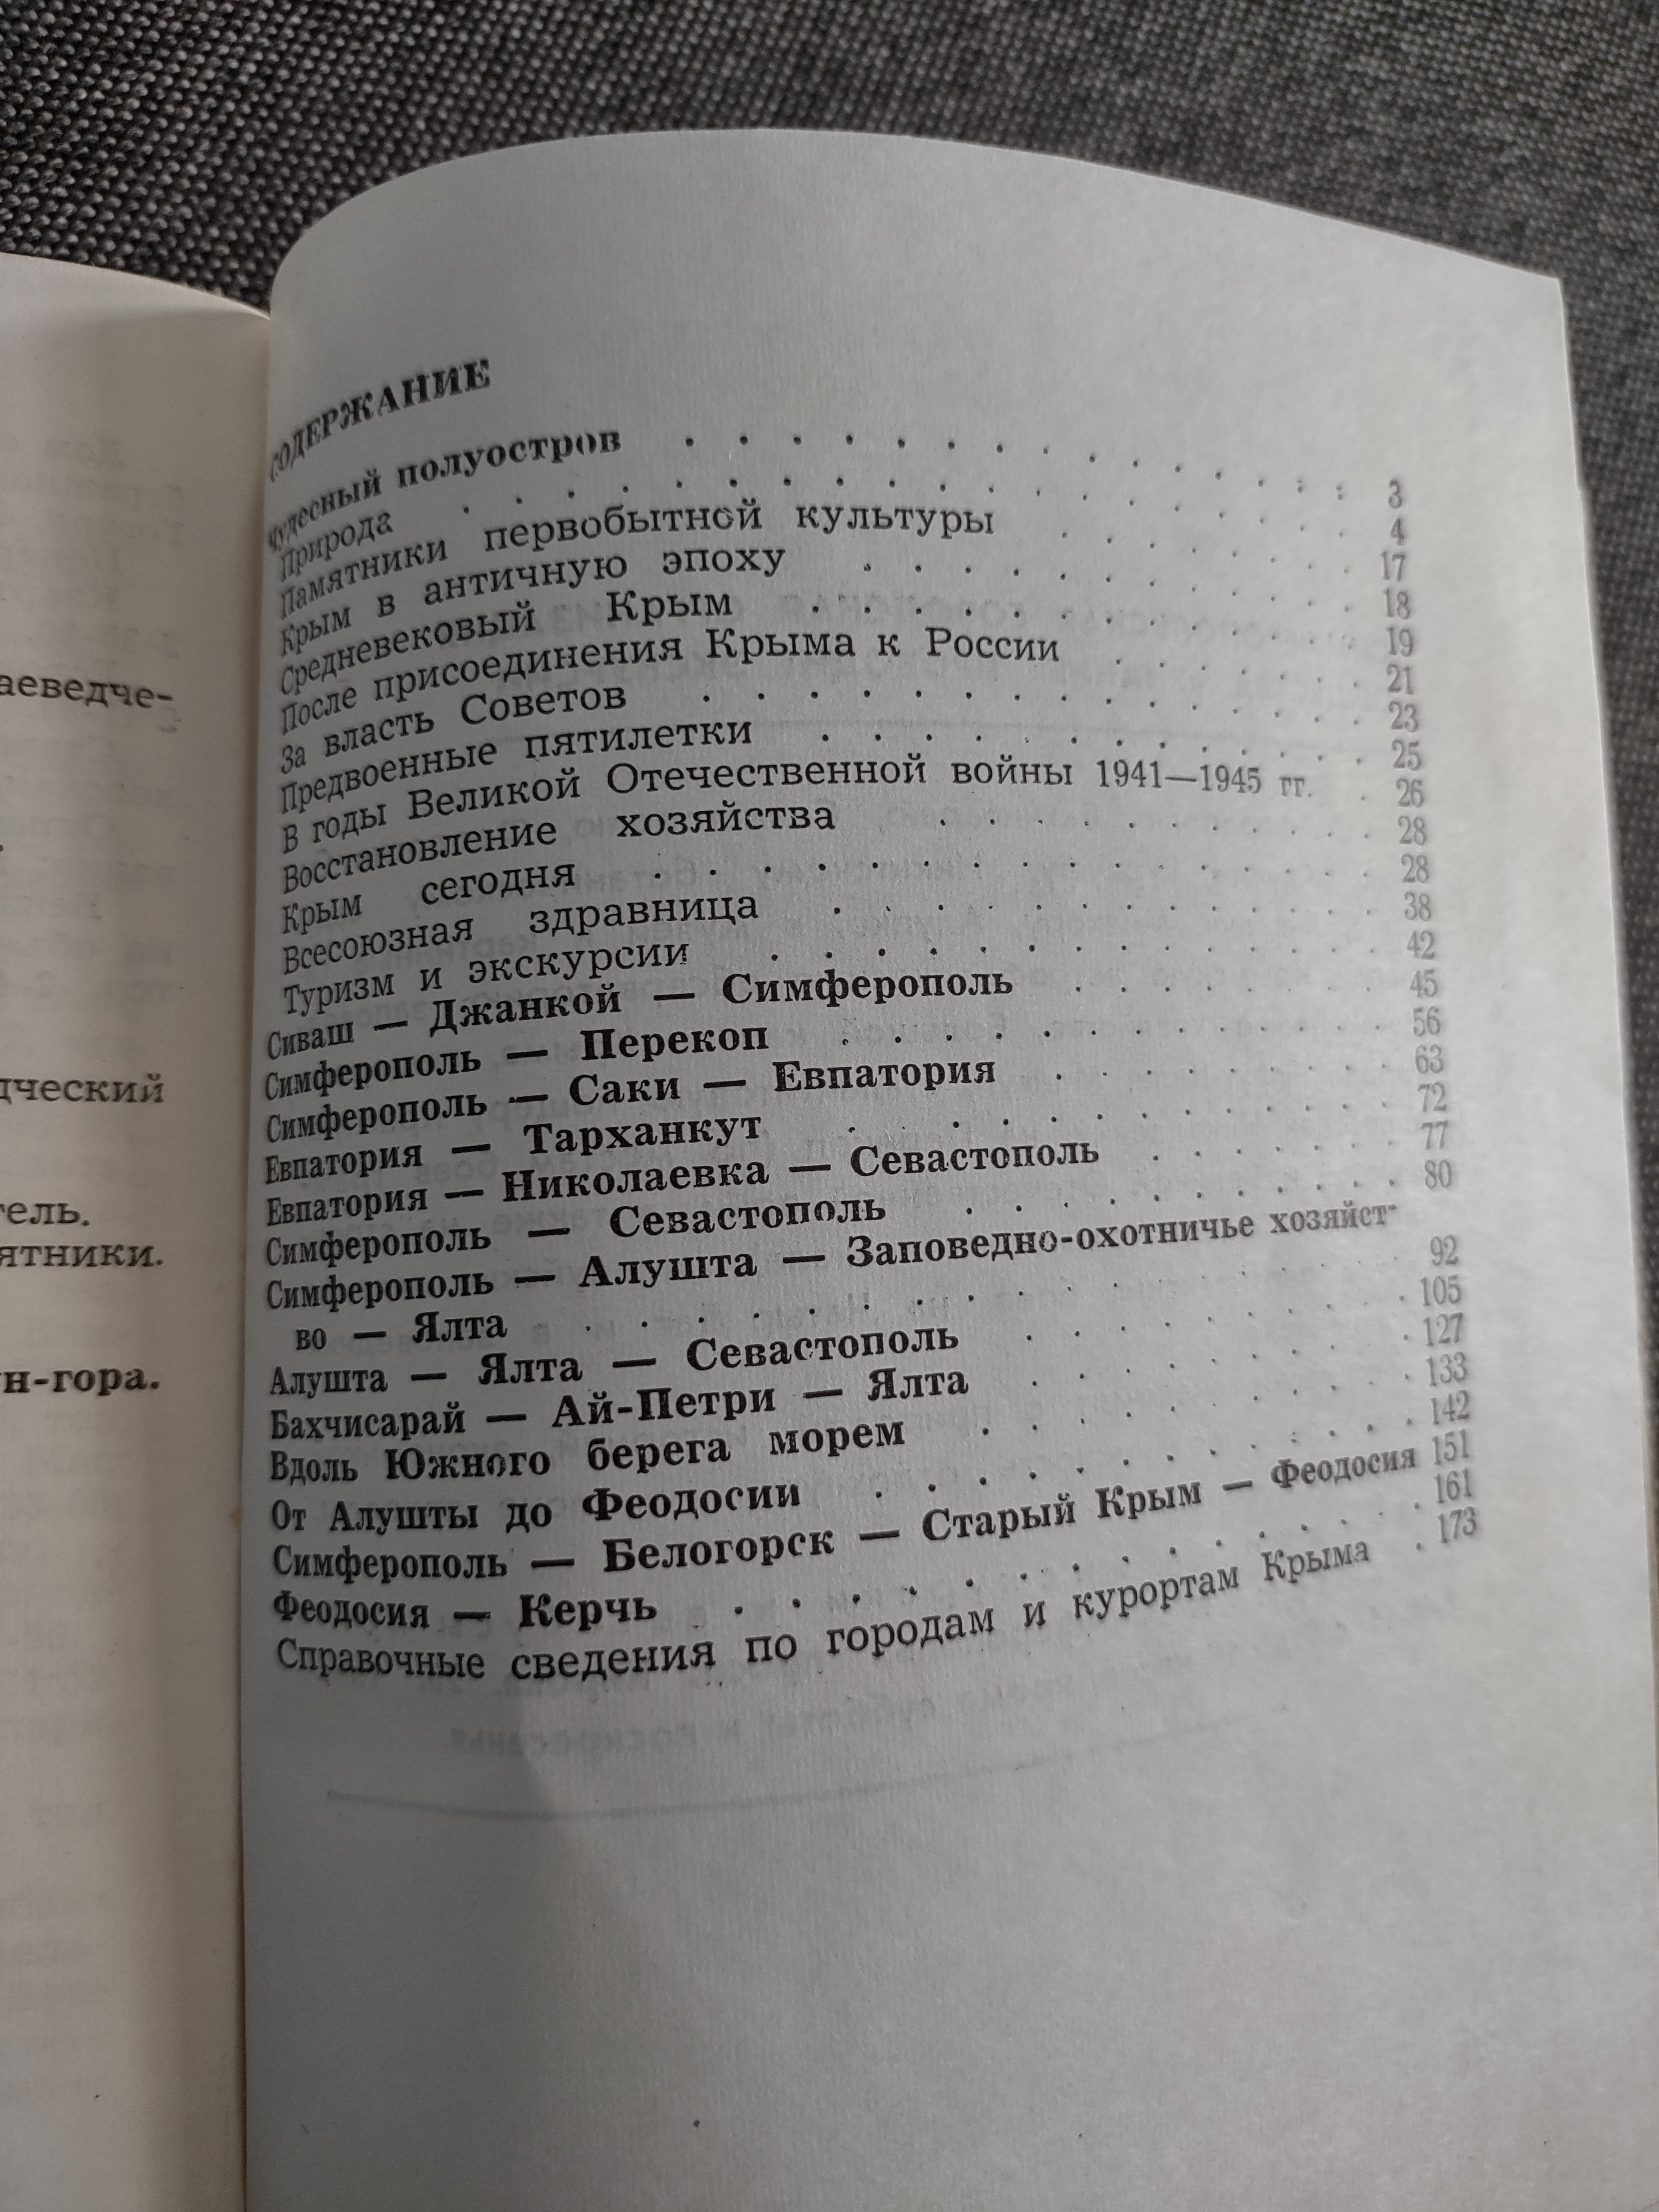 аеведче-
дческий
тель.
ятники.
н-гора.
СОДЕРЖАНИЕ
Чудесный полуостров . . . . . . . . . . . . . 3
Природа . . . . . . . . . . . . . . . . 4
Памятники первобытной культуры . . . . . . . 17
Крым в античную эпоху . . . . . . . . . . 18
Средневековый Крым . . . . . . . . . . . 19
После присоединения Крыма к России . . . . . 21
За власть Советов . . . . . . . . . . . . . 23
Предвоенные пятилетки . . . . . . . . . . . 25
В годы Великой Отечественной войны 1941—1945 гг. . 26
Восстановление хозяйства . . . . . . . . . 28
Крым сегодня . . . . . . . . . . . . . . 28
Всесоюзная здравница . . . . . . . . . . . 38
Туризм и экскурсии . . . . . . . . . . . . 42
Сиваш — Джанкой — Симферополь . . . . . . . 45
Симферополь — Перекоп . . . . . . . . . . . 56
Симферополь — Саки — Евпатория . . . . . . . 63
Евпатория — Тарханкут . . . . . . . . . . . 72
Евпатория — Николаевка — Севастополь . . . . . 77
Симферополь — Севастополь . . . . . . . . . 80
Симферополь — Алушта — Заповедно-охотничье хозяйст-
во — Ялта . . . . . . . . . . . . . . . 92
Алушта — Ялта — Севастополь . . . . . . . . 105
Бахчисарай — Ай-Петри — Ялта . . . . . . . . 127
Вдоль Южного берега морем . . . . . . . . . 133
От Алушты до Феодосии . . . . . . . . . . . 142
Симферополь — Белогорск — Старый Крым — Феодосия 151
Феодосия — Керчь . . . . . . . . . . . . 161
Справочные сведения по городам и курортам Крыма . 173